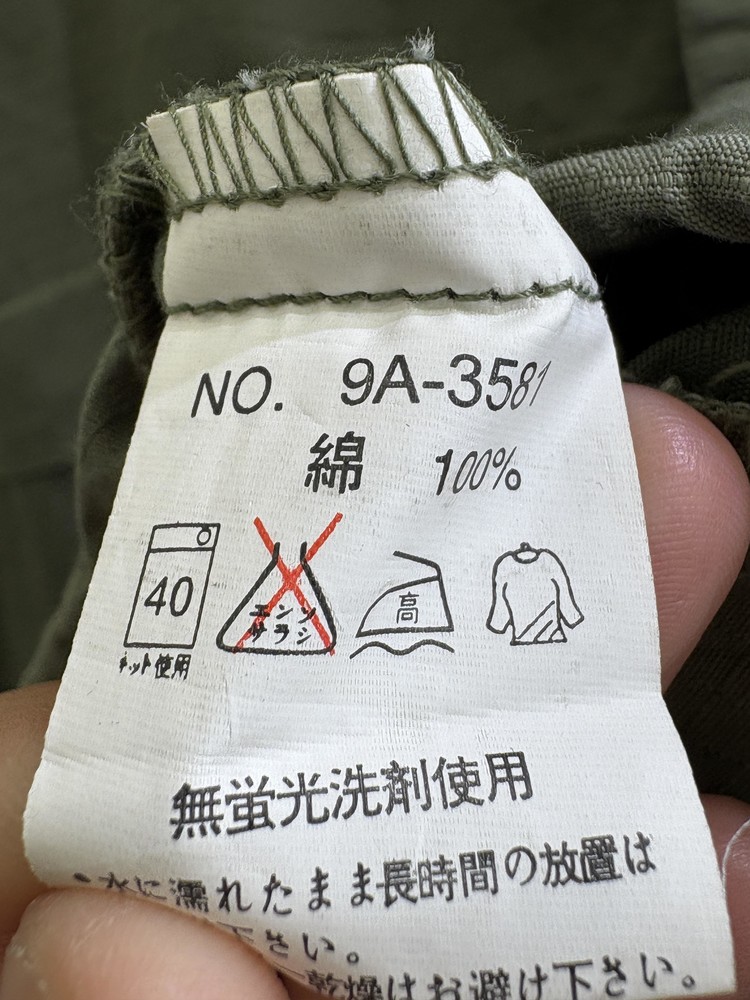 NO. 9A-3581
綿 100%
40
エンソ
サラシ
高
ネット使用
無蛍光洗剤使用
・水に濡れたまま長時間の放置は
下さい。
乾燥はお避け下さい。